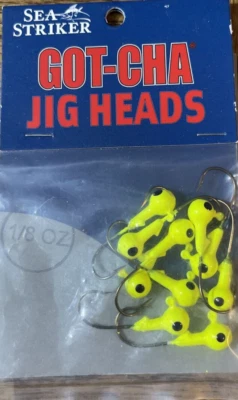 SEA
STRIKER
GOT-CHA
JIG HEADS
1/8 OZ